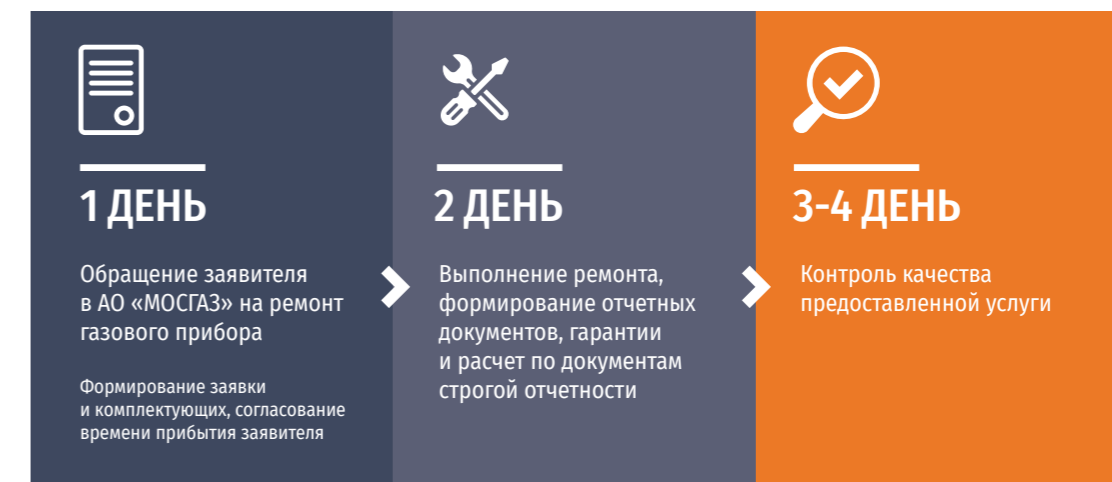 1 ДЕНЬ
Обращение заявителя
в АО «МОСГАЗ» на ремонт
газового прибора
Формирование заявки
и комплектующих, согласование
времени прибытия заявителя
2 ДЕНЬ
Выполнение ремонта,
формирование отчетных
документов, гарантии
и расчет по документам
строгой отчетности
3-4 ДЕНЬ
Контроль качества
предоставленной услуги